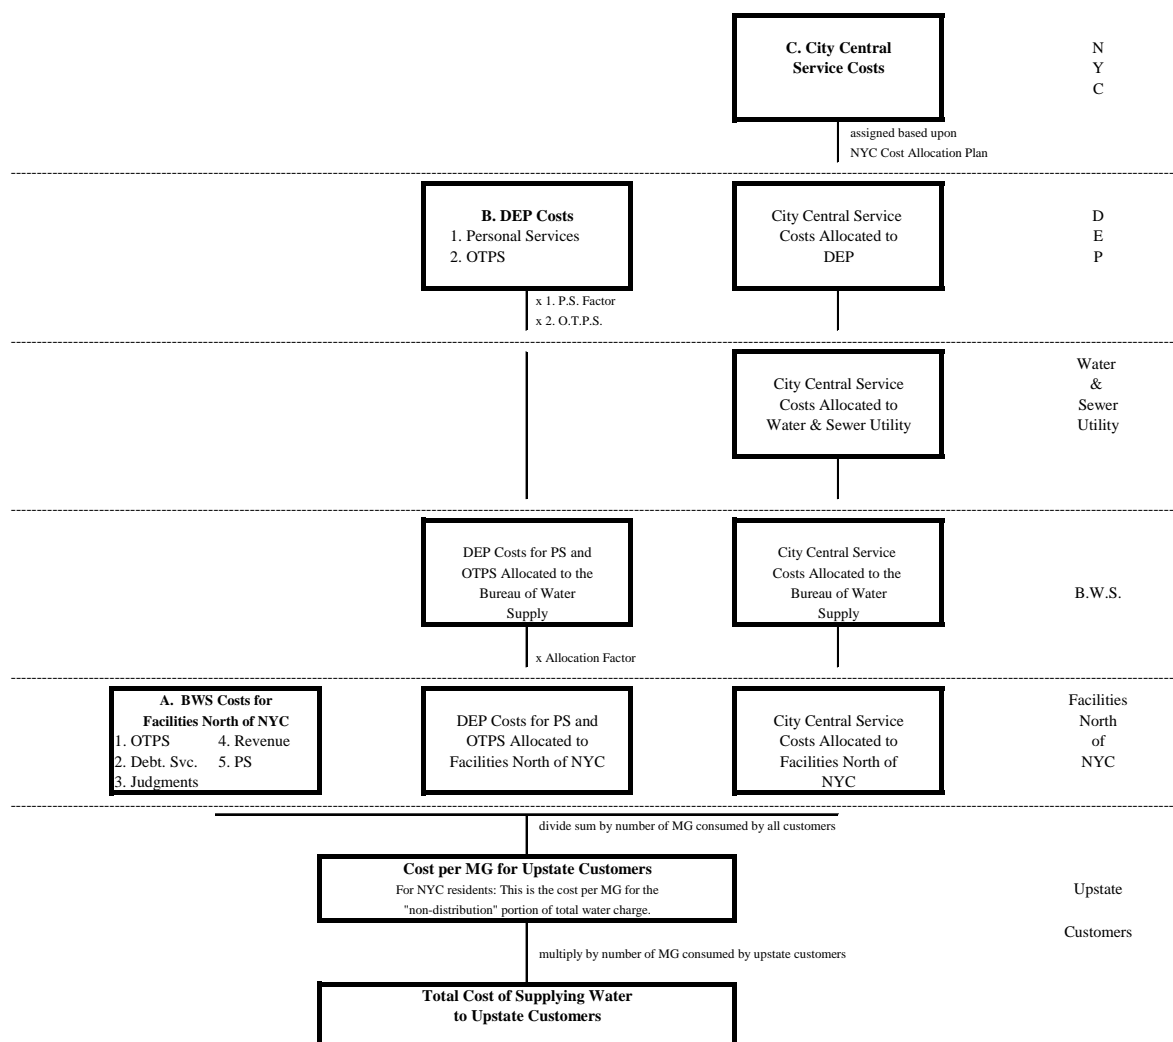 C. City Central
Service Costs
N
Y
C
assigned based upon
NYC Cost Allocation Plan
B. DEP Costs
1. Personal Services
2. OTPS
City Central Service
Costs Allocated to
DEP
D
E
P
x 1. P.S. Factor
x 2. O.T.P.S.
City Central Service
Costs Allocated to
Water & Sewer Utility
Water
&
Sewer
Utility
DEP Costs for PS and
OTPS Allocated to the
Bureau of Water
Supply
City Central Service
Costs Allocated to the
Bureau of Water
Supply
B.W.S.
x Allocation Factor
A. BWS Costs for
Facilities North of NYC
1. OTPS 4. Revenue
2. Debt. Svc. 5. PS
3. Judgments
DEP Costs for PS and
OTPS Allocated to
Facilities North of NYC
City Central Service
Costs Allocated to
Facilities North of
NYC
Facilities
North
of
NYC
divide sum by number of MG consumed by all customers
Cost per MG for Upstate Customers
For NYC residents: This is the cost per MG for the
"non-distribution" portion of total water charge.
Upstate
Customers
multiply by number of MG consumed by upstate customers
Total Cost of Supplying Water
to Upstate Customers